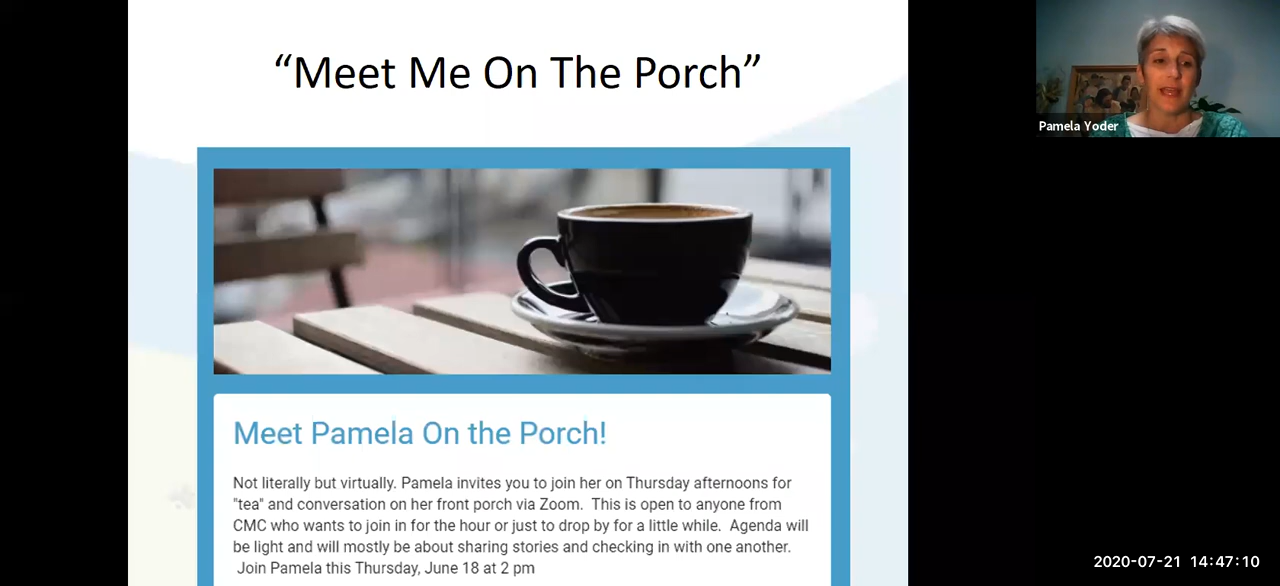 “Meet Me On The Porch”
Pamela Yoder
Meet Pamela On the Porch!
Not literally but virtually. Pamela invites you to join her on Thursday afternoons for
"tea" and conversation on her front porch via Zoom.  This is open to anyone from
CMC who wants to join in for the hour or just to drop by for a little while.  Agenda will
be light and will mostly be about sharing stories and checking in with one another.
Join Pamela this Thursday, June 18 at 2 pm
2020-07-21 14:47:10